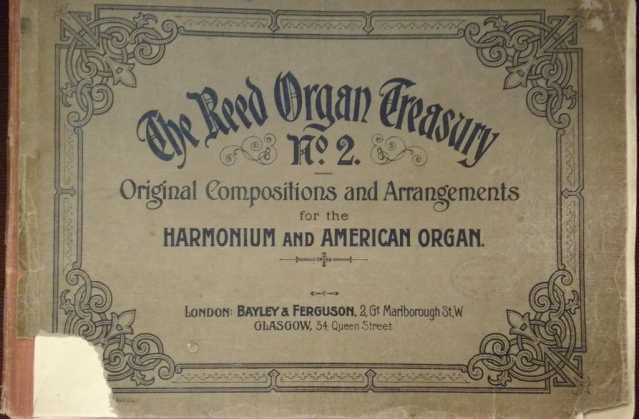 The Reed Organ Treasury
No. 2.
Original Compositions and Arrangements
for the
HARMONIUM AND AMERICAN ORGAN.
LONDON: BAYLEY & FERGUSON, 2, Gt Marlborough St, W
GLASGOW, 54 Queen Street